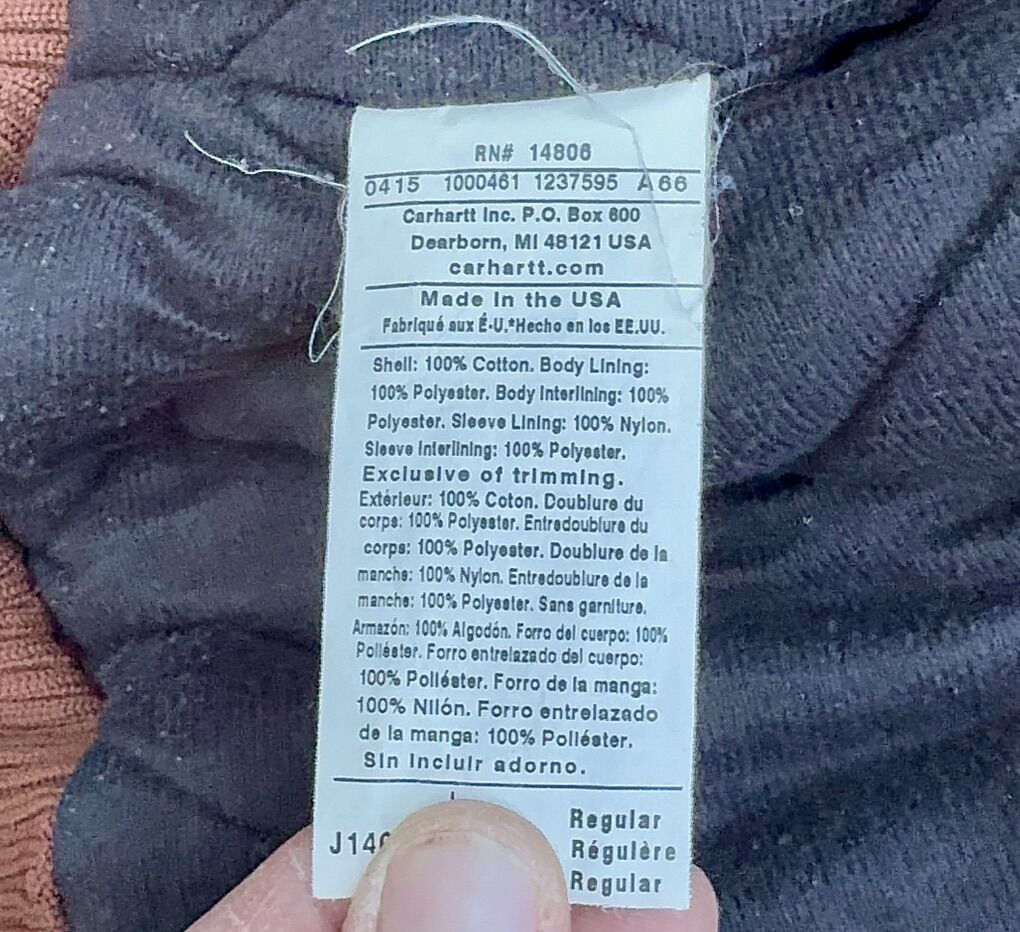 RN# 14806
0415 1000461 1237595 A66
Carhartt Inc. P.O. Box 600
Dearborn, MI 48121 USA
carhartt.com
Made In the USA
Fabriqué aux É-U.*Hecho en los EE.UU.
Shell: 100% Cotton. Body Lining:
100% Polyester. Body Interlining: 100%
Polyester. Sleeve Lining: 100% Nylon.
Sleeve Interlining: 100% Polyester.
Exclusive of trimming.
Extérieur: 100% Coton. Doublure du
corps: 100% Polyester. Entredoublure du
corps: 100% Polyester. Doublure de la
manche: 100% Nylon. Entredoublure de la
manche: 100% Polyester. Sans garniture.
Armazón: 100% Algodón. Forro del cuerpo: 100%
Poliéster. Forro entrelazado del cuerpo:
100% Poliéster. Forro de la manga:
100% Nilón. Forro entrelazado
de la manga: 100% Poliéster.
Sin incluir adorno.
Regular
Régulère
Regular